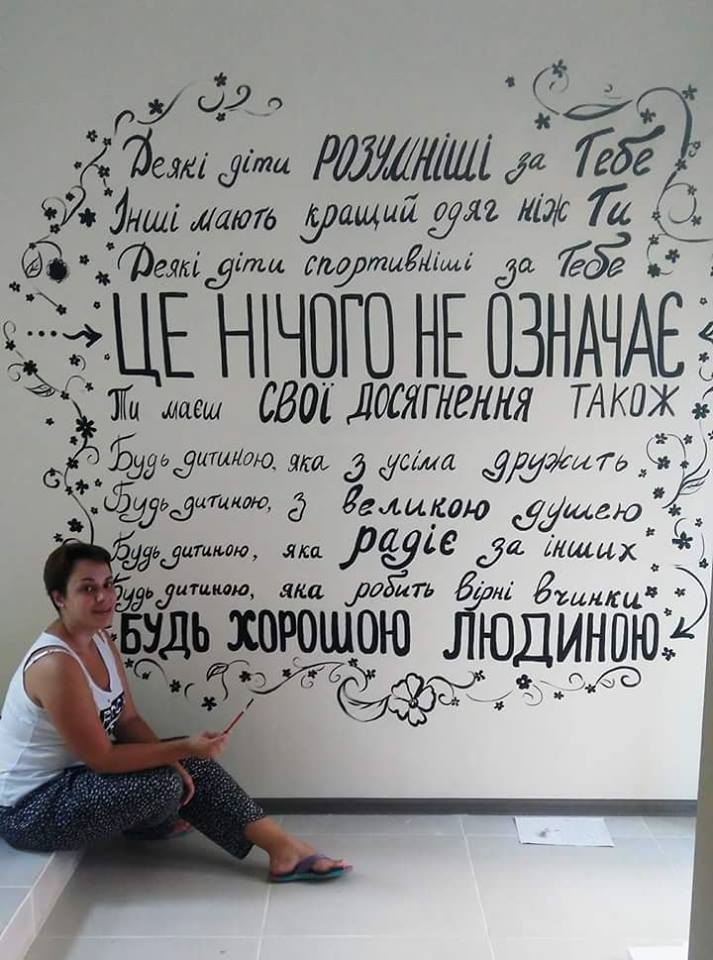 Деякі діти РОЗУМНІШІ за Тебе
Інші мають кращий одяг ніж Ти
Деякі діти спортивніші за Тебе
ЦЕ НІЧОГО НЕ ОЗНАЧАЄ
Ти маєш СВОЇ ДОСЯГНЕННЯ ТАКОЖ
Будь дитиною, яка з усіма дружить
Будь дитиною, з великою душею
Будь дитиною, яка радіє за інших
Будь дитиною, яка робить вірні вчинки
БУДЬ ХОРОШОЮ ЛЮДИНОЮ